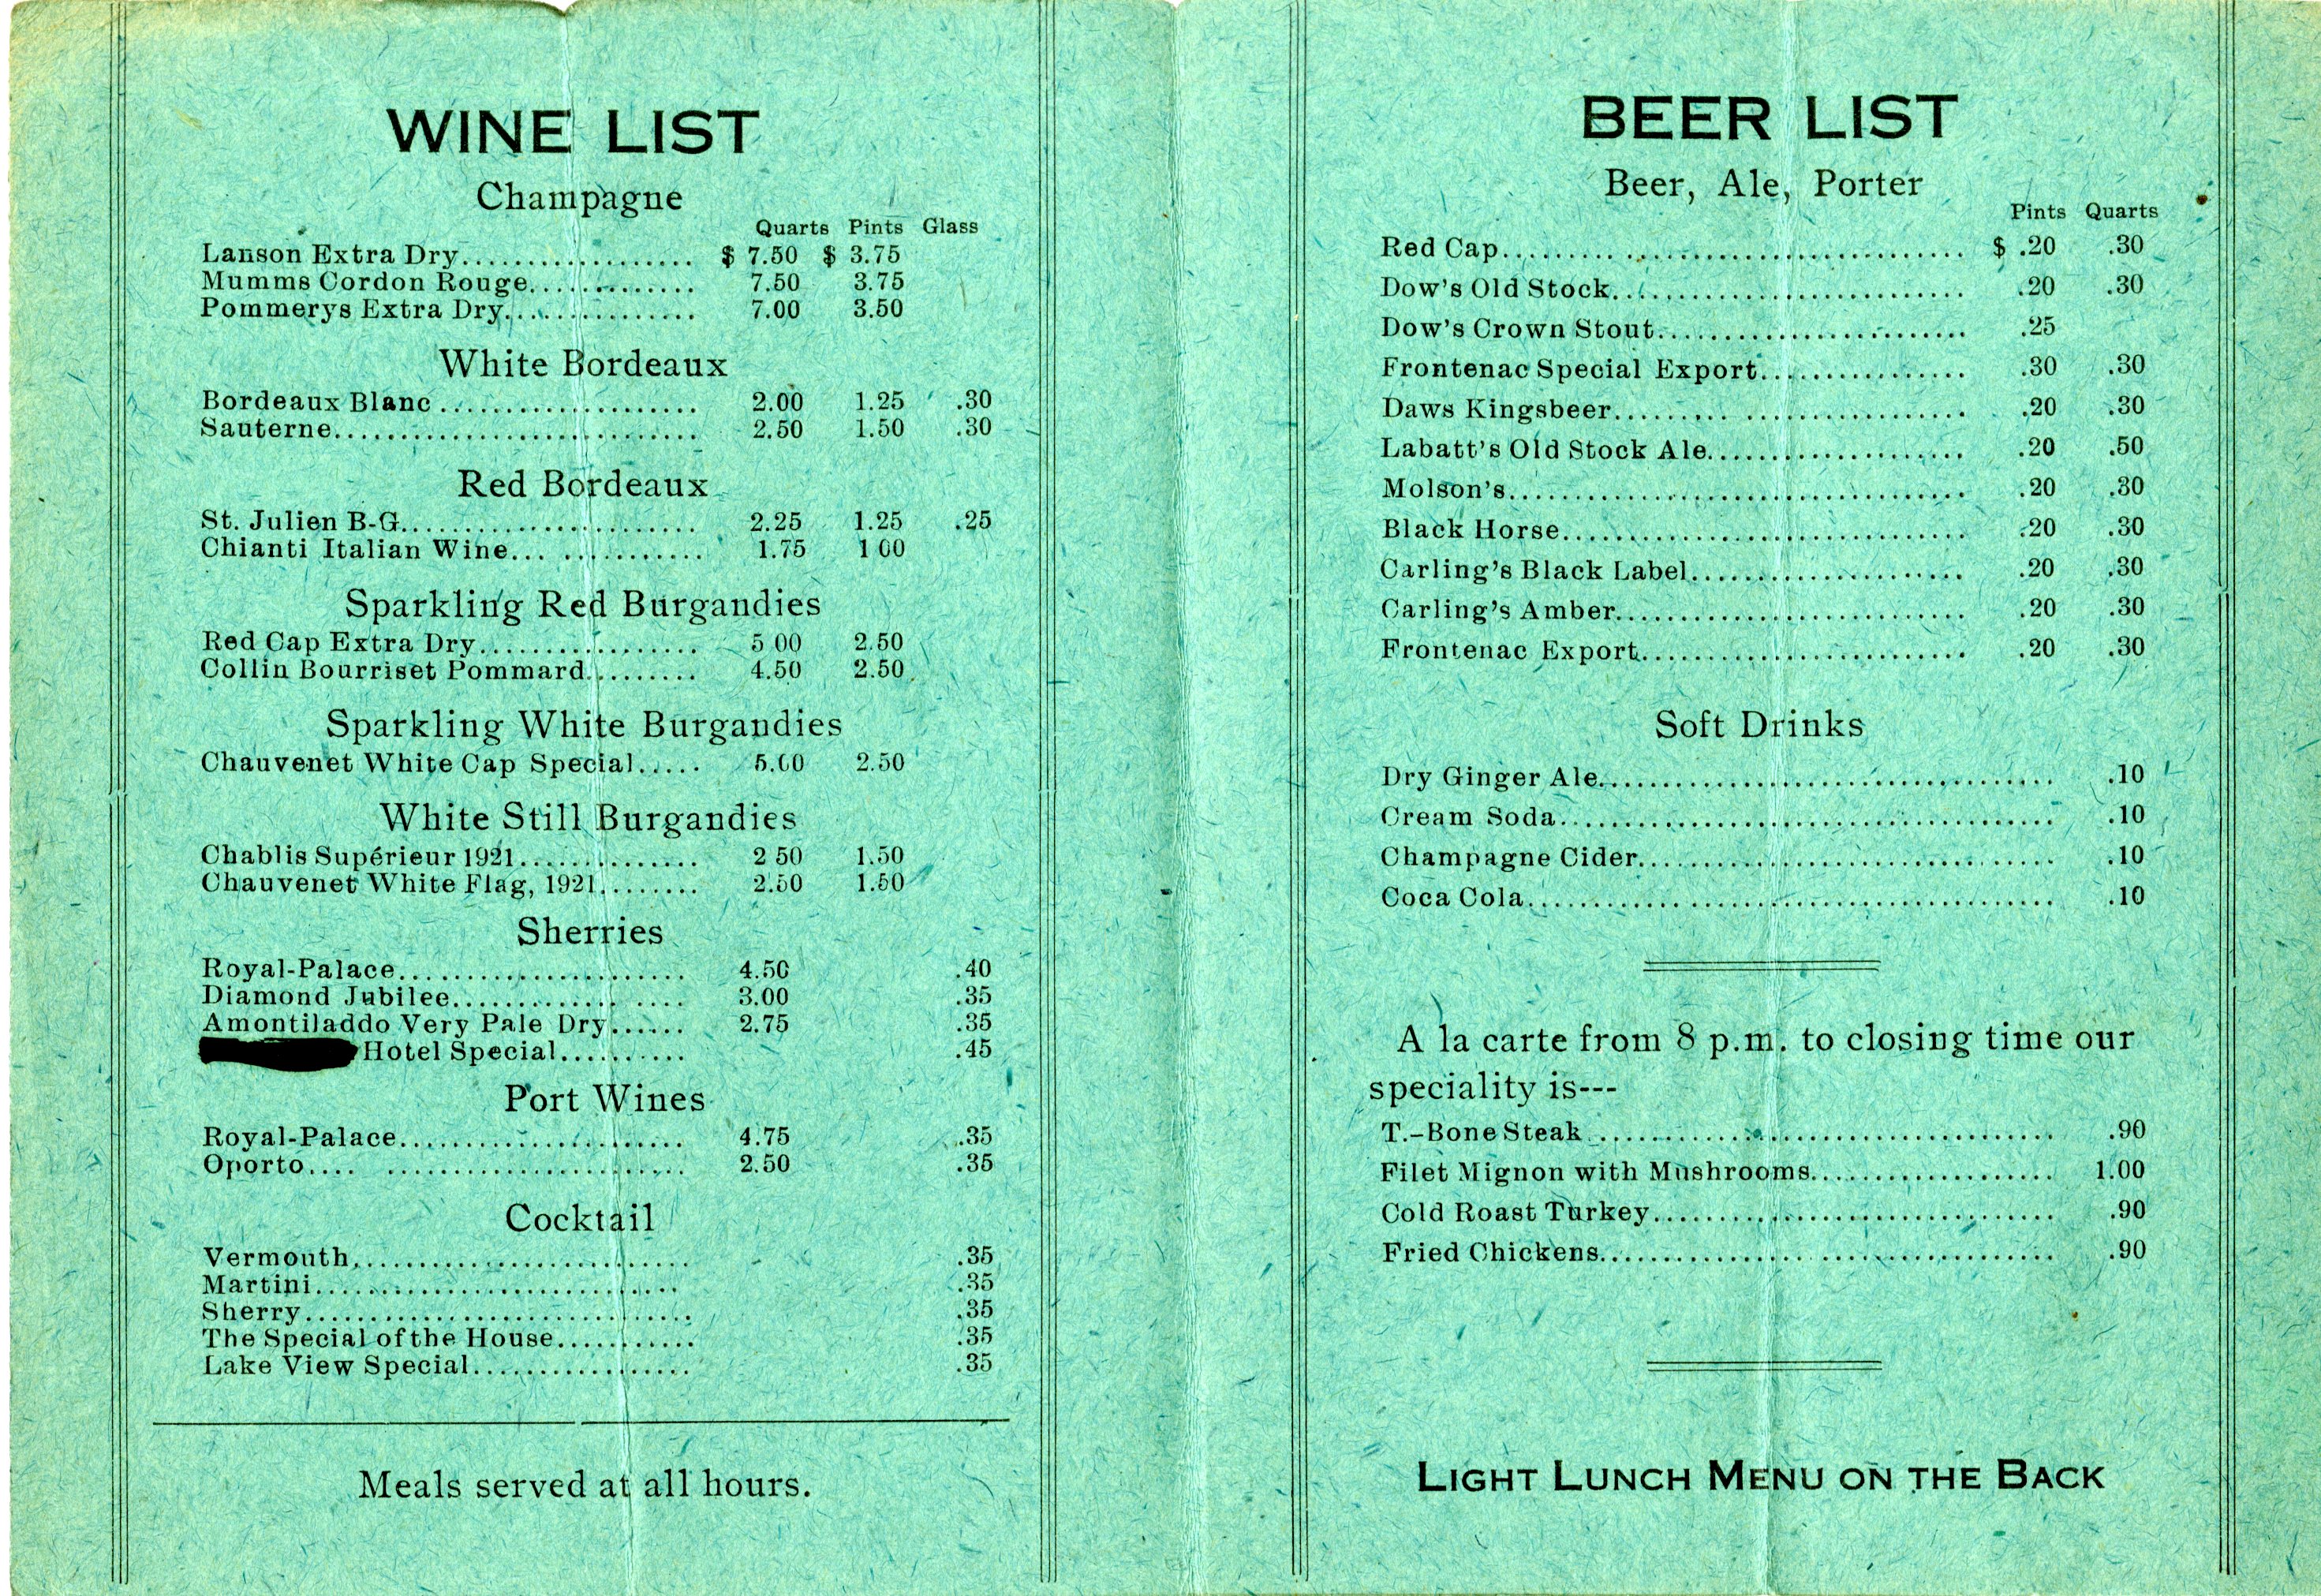 WINE LIST
Champagne
Quarts Pints Glass
Lanson Extra Dry.................. $ 7.50 $ 3.75
Mumms Cordon Rouge............. 7.50 3.75
Pommerys Extra Dry............... 7.00 3.50
White Bordeaux
Bordeaux Blanc .................... 2.00 1.25 .30
Sauterne............................ 2.50 1.50 .30
Red Bordeaux
St. Julien B-G....................... 2.25 1.25 .25
Chianti Italian Wine... ........... 1.75 1 00
Sparkling Red Burgandies
Red Cap Extra Dry................. 5 00 2.50
Collin Bourriset Pommard......... 4.50 2.50
Sparkling White Burgandies
Chauvenet White Cap Special..... 5.00 2.50
White Still Burgandies
Chablis Supérieur 1921.............. 2 50 1.50
Chauvenet White Flag, 1921........ 2.50 1.50
Sherries
Royal-Palace...................... 4.50 .40
Diamond Jubilee............. .... 3.00 .35
Amontiladdo Very Pale Dry...... 2.75 .35
Hotel Special.......... .45
Port Wines
Royal-Palace...................... 4.75 .35
Oporto.... ....................... 2.50 .35
Cocktail
Vermouth.......................... .35
Martini............................ .35
Sherry.............................. .35
The Special of the House........... .35
Lake View Special................. .35
Meals served at all hours.
BEER LIST
Beer, Ale, Porter
Pints Quarts
Red Cap......... .......................... $ .20 .30
Dow's Old Stock........................... .20 .30
Dow's Crown Stout........................ .25
Frontenac Special Export................ .30 .30
Daws Kingsbeer......... ................. .20 .30
Labatt's Old Stock Ale.................... .20 .50
Molson's................................... .20 .30
Black Horse............................... .20 .30
Carling's Black Label..................... .20 .30
Carling's Amber........................... .20 .30
Frontenac Export......................... .20 .30
Soft Drinks
Dry Ginger Ale................................... .10
Cream Soda...................................... .10
Champagne Cider................................ .10
Coca Cola........................................ .10
A la carte from 8 p.m. to closing time our
speciality is---
T.-Bone Steak ................................... .90
Filet Mignon with Mushrooms................... 1.00
Cold Roast Turkey............................... .90
Fried Chickens................................... .90
LIGHT LUNCH MENU ON THE BACK